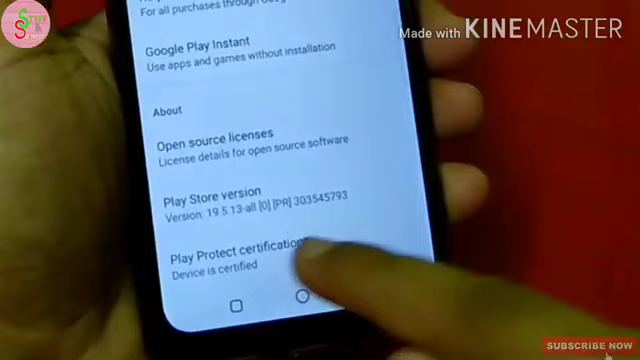 Made with KINEMASTER
For all purchases through
Google Play Instant
Use apps and games without installation
About
Open source licenses
License details for open source software
Play Store version
Version: 19.5.13-all [0] [PR] 303545793
Play Protect certification
Device is certified
SUBSCRIBE NOW